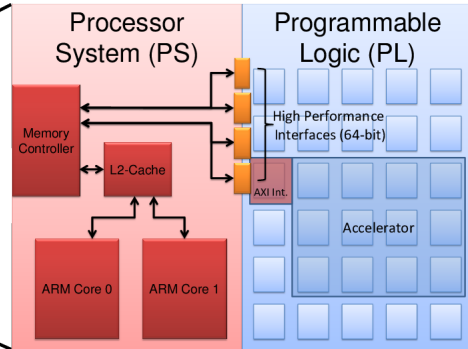 Processor
System (PS)
Programmable
Logic (PL)
Memory
Controller
L2-Cache
High Performance
Interfaces (64-bit)
AXI Int.
Accelerator
ARM Core 0
ARM Core 1